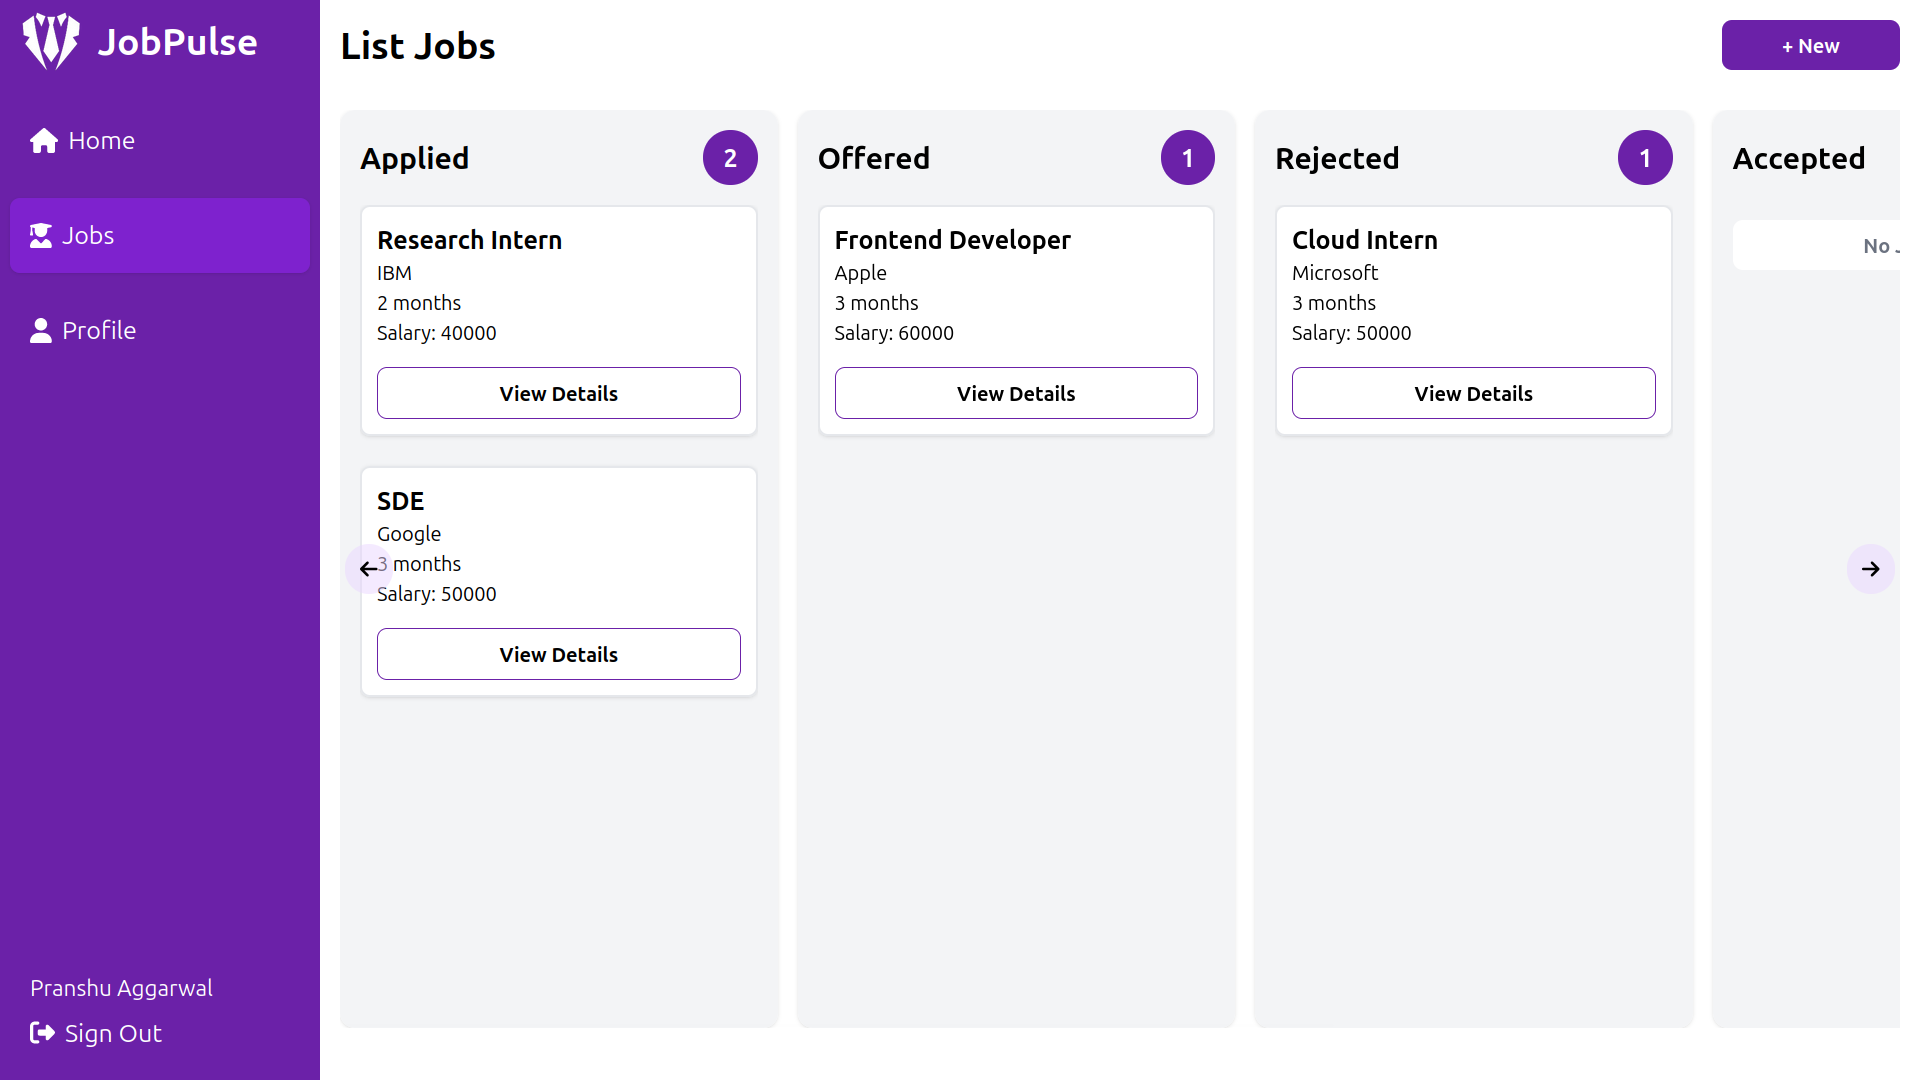 JobPulse
Home
Jobs
Profile
Pranshu Aggarwal
Sign Out
List Jobs
+ New
Applied
2
Research Intern
IBM
2 months
Salary: 40000
View Details
SDE
Google
3 months
Salary: 50000
View Details
Offered
1
Frontend Developer
Apple
3 months
Salary: 60000
View Details
Rejected
1
Cloud Intern
Microsoft
3 months
Salary: 50000
View Details
Accepted
No